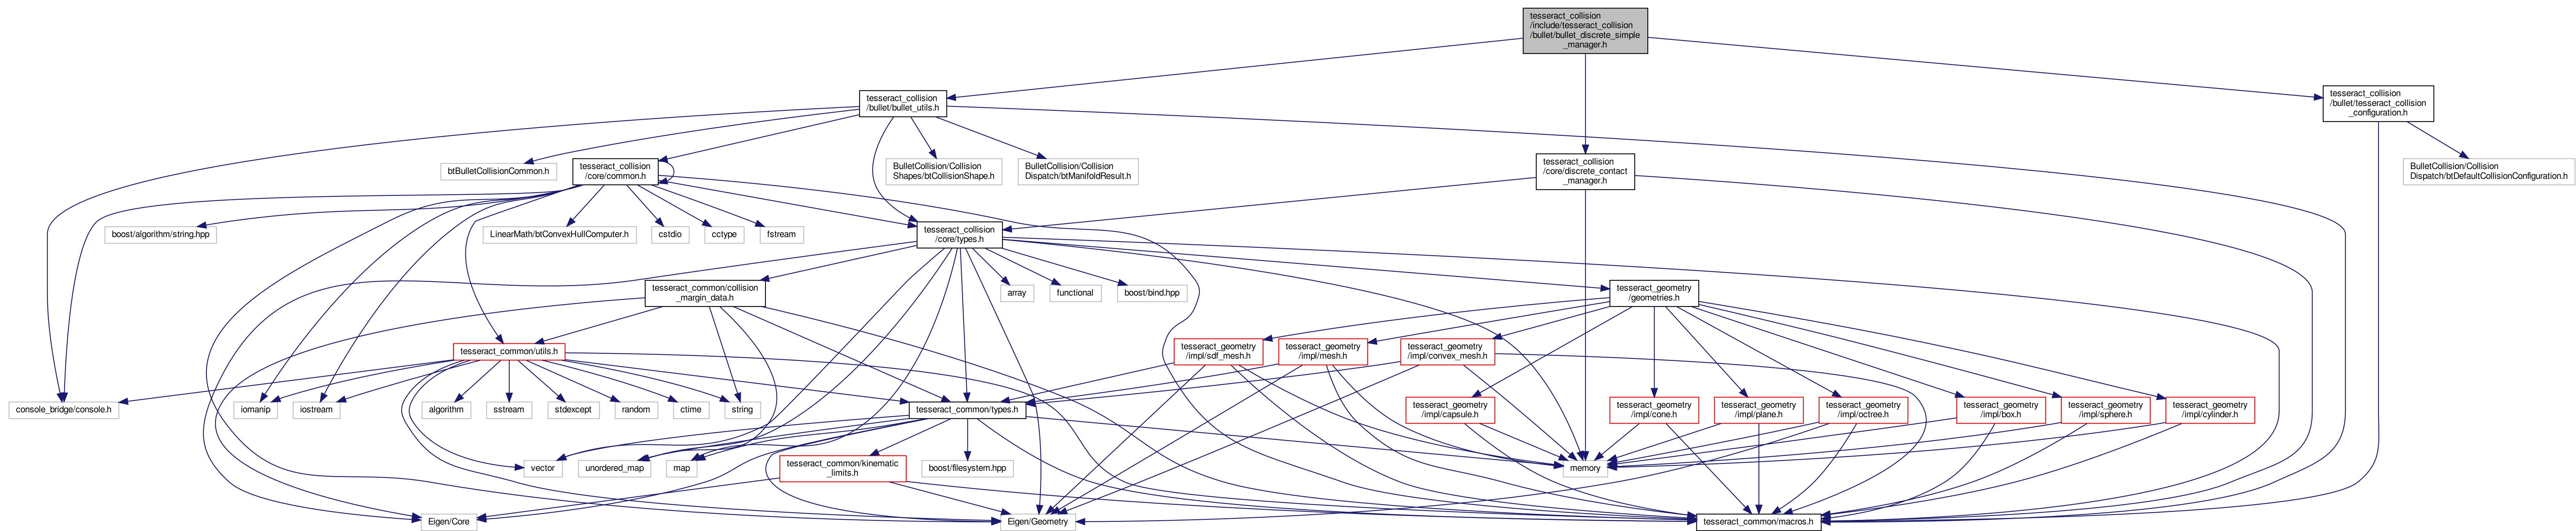 tesseract_collision
/include/tesseract_collision
/bullet/bullet_discrete_simple
_manager.h
tesseract_collision
/bullet/bullet_utils.h
tesseract_collision
/bullet/tesseract_collision
_configuration.h
btBulletCollisionCommon.h
tesseract_collision
/core/common.h
BulletCollision/Collision
Shapes/btCollisionShape.h
BulletCollision/Collision
Dispatch/btManifoldResult.h
tesseract_collision
/core/discrete_contact
_manager.h
BulletCollision/Collision
Dispatch/btDefaultCollisionConfiguration.h
boost/algorithm/string.hpp
LinearMath/btConvexHullComputer.h
cstdio
cctype
fstream
tesseract_collision
/core/types.h
tesseract_common/collision
_margin_data.h
array
functional
boost/bind.hpp
tesseract_geometry
/geometries.h
tesseract_common/utils.h
tesseract_geometry
/impl/sdf_mesh.h
tesseract_geometry
/impl/mesh.h
tesseract_geometry
/impl/convex_mesh.h
console_bridge/console.h
iomanip
iostream
algorithm
sstream
stdexcept
random
ctime
string
tesseract_common/types.h
tesseract_geometry
/impl/capsule.h
tesseract_geometry
/impl/cone.h
tesseract_geometry
/impl/plane.h
tesseract_geometry
/impl/octree.h
tesseract_geometry
/impl/box.h
tesseract_geometry
/impl/sphere.h
tesseract_geometry
/impl/cylinder.h
vector
unordered_map
map
tesseract_common/kinematic
_limits.h
boost/filesystem.hpp
memory
Eigen/Core
Eigen/Geometry
tesseract_common/macros.h